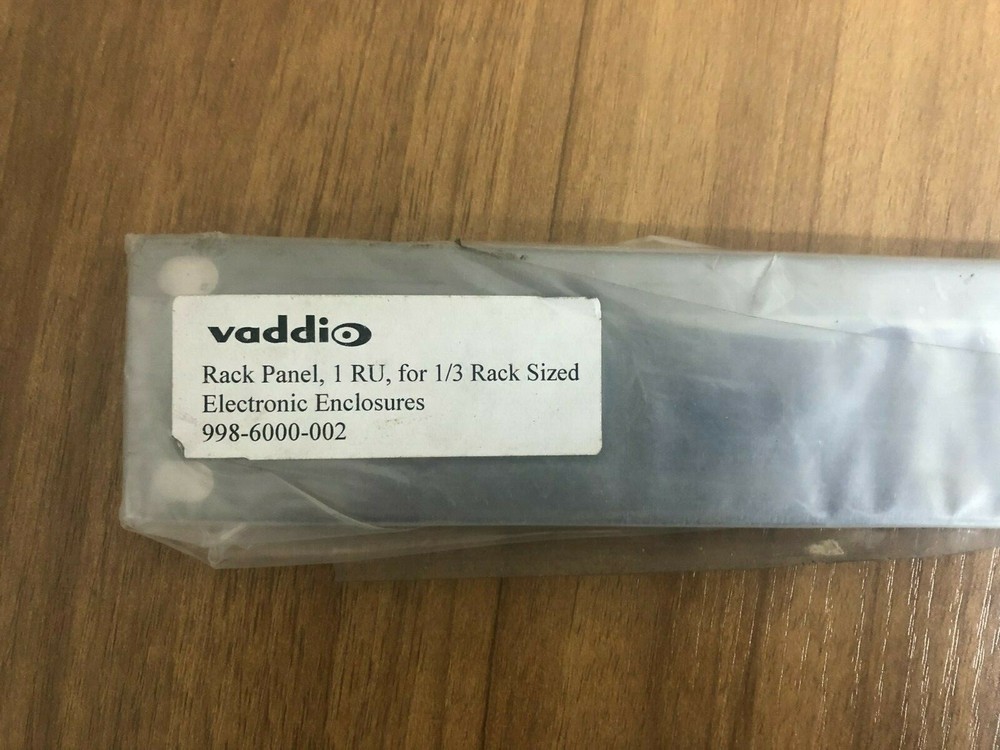 vaddio
Rack Panel, 1 RU, for 1/3 Rack Sized
Electronic Enclosures
998-6000-002